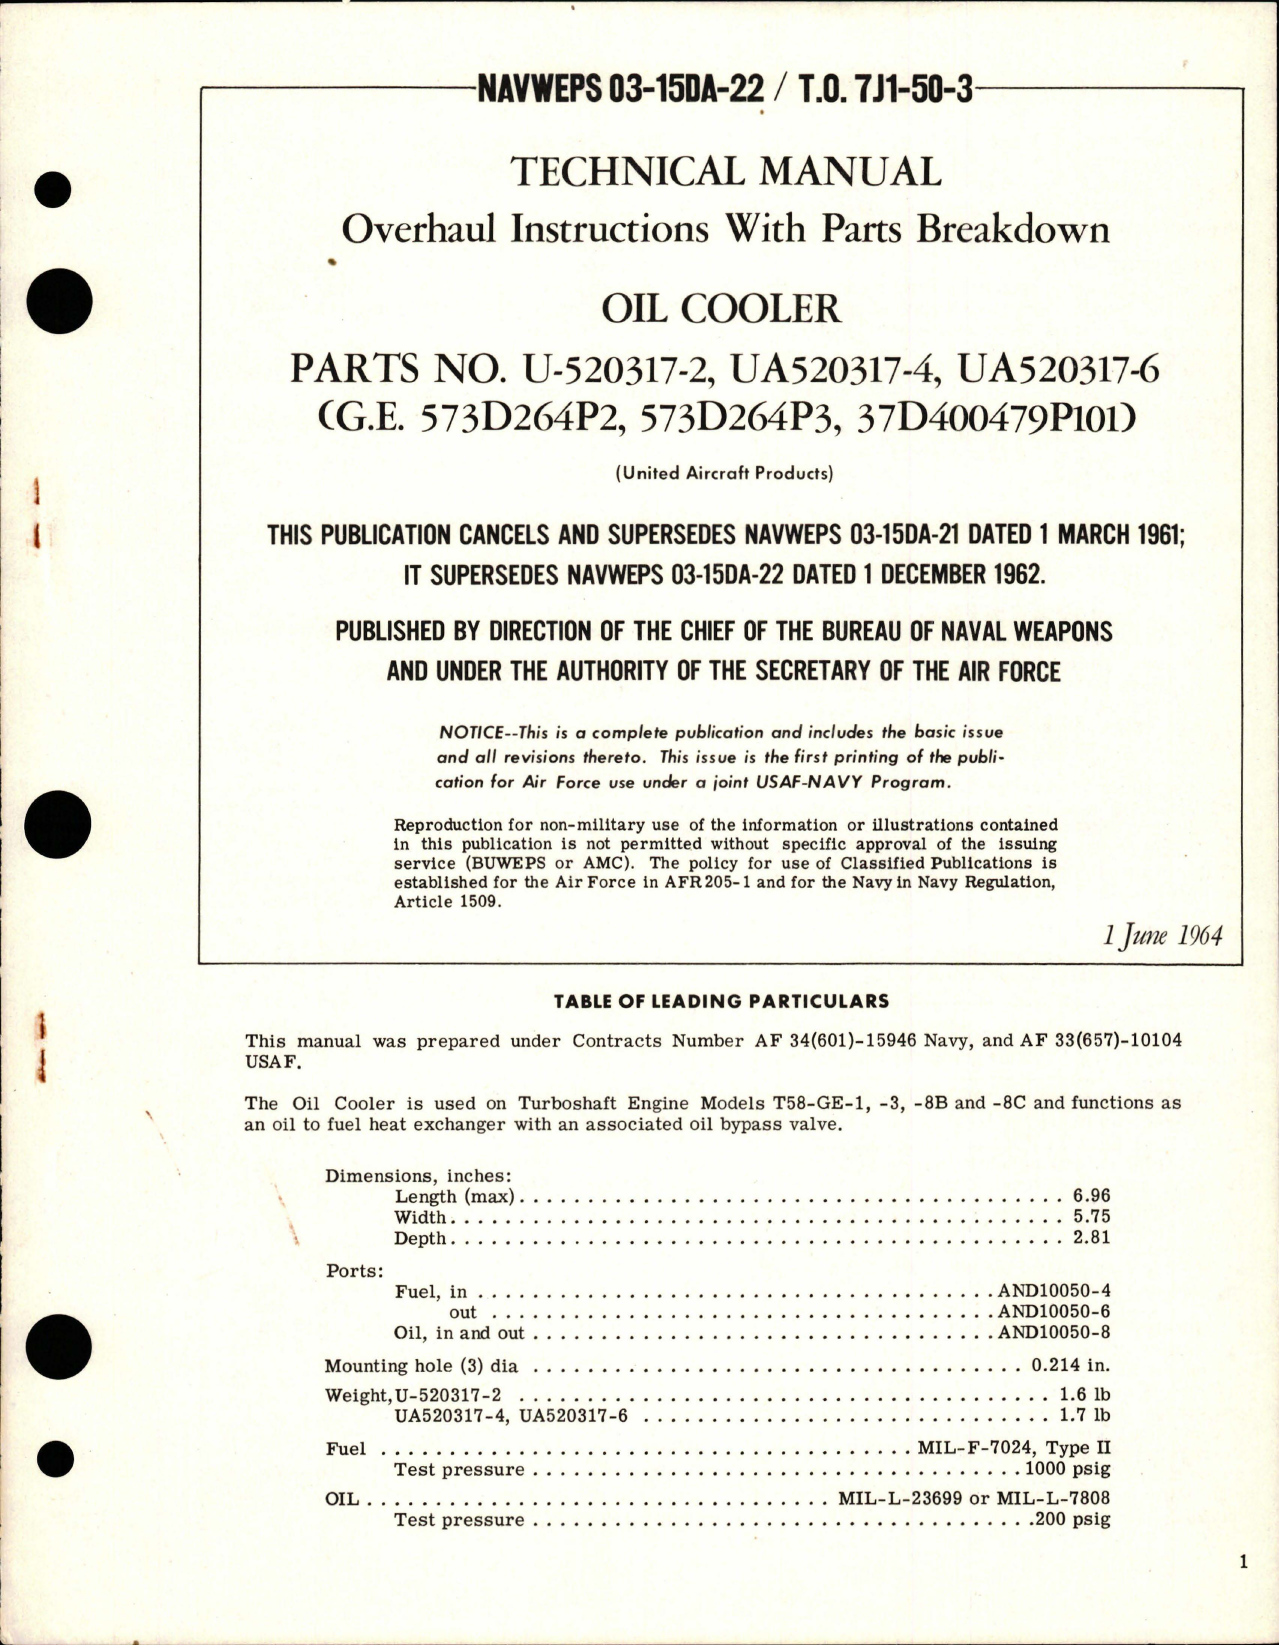 NAVWEPS 03-15DA-22 / T.O. 7J1-50-3
TECHNICAL MANUAL
Overhaul Instructions With Parts Breakdown
OIL COOLER
PARTS NO. U-520317-2, UA520317-4, UA520317-6
(G.E. 573D264P2, 573D264P3, 37D400479P101)
(United Aircraft Products)
THIS PUBLICATION CANCELS AND SUPERSEDES NAVWEPS 03-15DA-21 DATED 1 MARCH 1961;
IT SUPERSEDES NAVWEPS 03-15DA-22 DATED 1 DECEMBER 1962.
PUBLISHED BY DIRECTION OF THE CHIEF OF THE BUREAU OF NAVAL WEAPONS
AND UNDER THE AUTHORITY OF THE SECRETARY OF THE AIR FORCE
NOTICE--This is a complete publication and includes the basic issue
and all revisions thereto. This issue is the first printing of the publi-
cation for Air Force use under a joint USAF-NAVY Program.
Reproduction for non-military use of the information or illustrations contained
in this publication is not permitted without specific approval of the issuing
service (BUWEPS or AMC). The policy for use of Classified Publications is
established for the Air Force in AFR 205-1 and for the Navy in Navy Regulation,
Article 1509.
1 June 1964
TABLE OF LEADING PARTICULARS
This manual was prepared under Contracts Number AF 34(601)-15946 Navy, and AF 33(657)-10104
USAF.
The Oil Cooler is used on Turboshaft Engine Models T58-GE-1, -3, -8B and -8C and functions as
an oil to fuel heat exchanger with an associated oil bypass valve.
Dimensions, inches:
Length (max) . . . . . . . . . . . . . . . . . . . . 6.96
Width . . . . . . . . . . . . . . . . . . . . 5.75
Depth . . . . . . . . . . . . . . . . . . . . 2.81
Ports:
Fuel, in . . . . . . . . . . . . . . . . . . . . AND10050-4
out . . . . . . . . . . . . . . . . . . . . AND10050-6
Oil, in and out . . . . . . . . . . . . . . . . . . . . AND10050-8
Mounting hole (3) dia . . . . . . . . . . . . . . . . . . . . 0.214 in.
Weight, U-520317-2 . . . . . . . . . . . . . . . . . . . . 1.6 lb
UA520317-4, UA520317-6 . . . . . . . . . . . . . . . . . . . . 1.7 lb
Fuel . . . . . . . . . . . . . . . . . . . . MIL-F-7024, Type II
Test pressure . . . . . . . . . . . . . . . . . . . . 1000 psig
OIL . . . . . . . . . . . . . . . . . . . . MIL-L-23699 or MIL-L-7808
Test pressure . . . . . . . . . . . . . . . . . . . . 200 psig
1